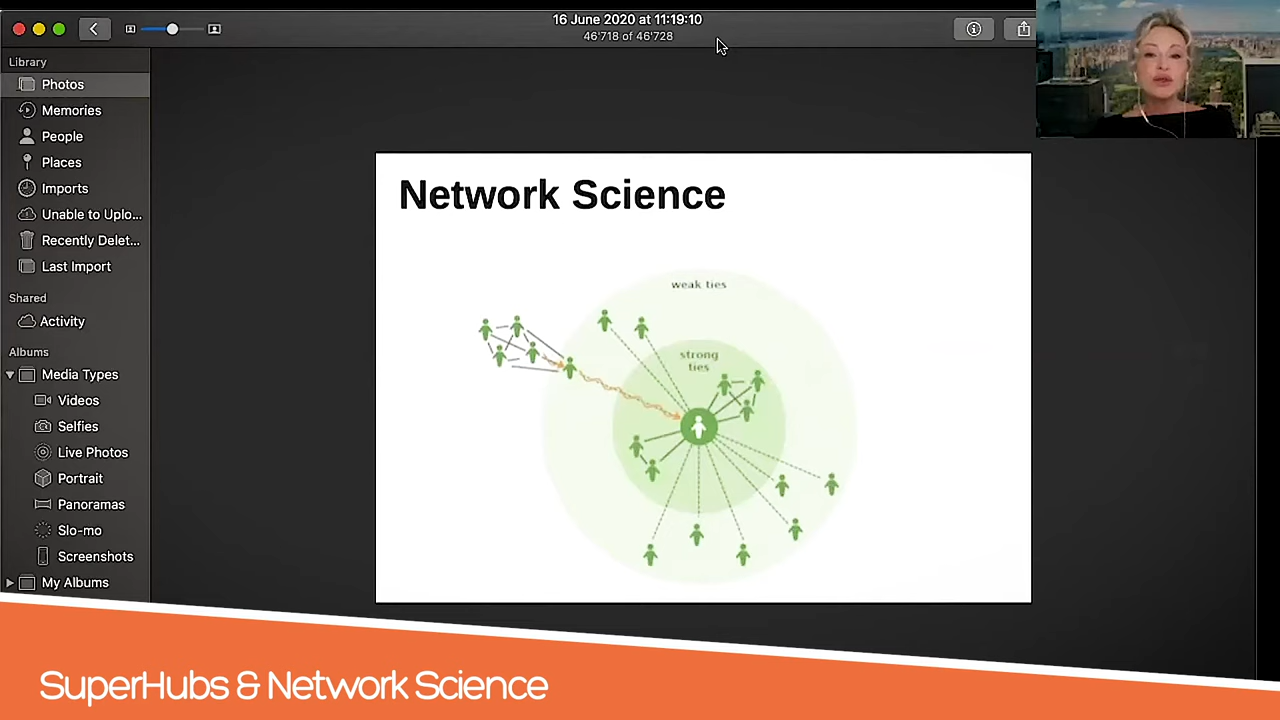 16 June 2020 at 11:19:10
46'718 of 46'728
Library
Photos
Memories
People
Places
Imports
Unable to Uplo...
Recently Delet...
Last Import
Shared
Activity
Albums
Media Types
Videos
Selfies
Live Photos
Portrait
Panoramas
Slo-mo
Screenshots
My Albums
Network Science
weak ties
strong
ties
SuperHubs & Network Science